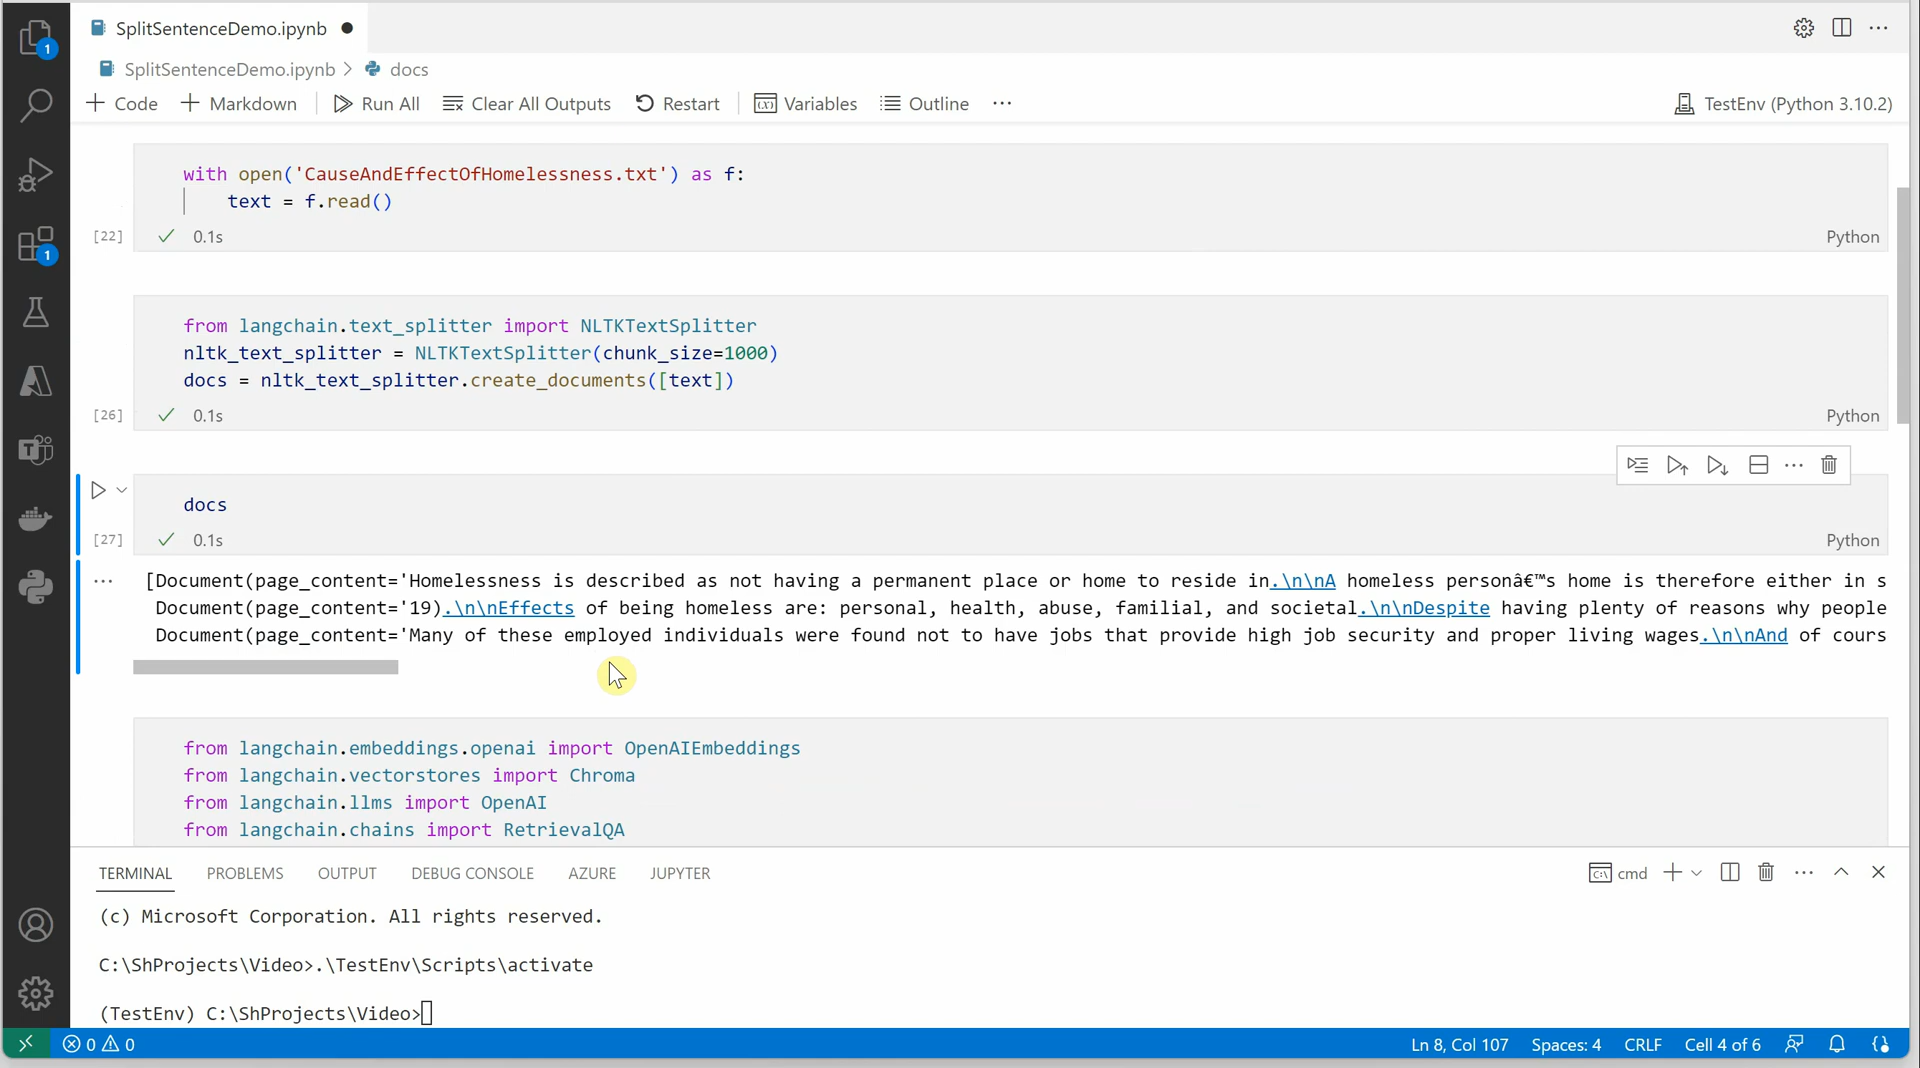 SplitSentenceDemo.ipynb
SplitSentenceDemo.ipynb > docs
Code Markdown Run All Clear All Outputs Restart Variables Outline ··· TestEnv (Python 3.10.2)
with open('CauseAndEffectOfHomelessness.txt') as f:
text = f.read()
[22] 0.1s Python
from langchain.text_splitter import NLTKTextSplitter
nltk_text_splitter = NLTKTextSplitter(chunk_size=1000)
docs = nltk_text_splitter.create_documents([text])
[26] 0.1s Python
docs
[27] 0.1s Python
[Document(page_content='Homelessness is described as not having a permanent place or home to reside in.\n\nA homeless personâ€™s home is therefore either in s
Document(page_content='19).\n\nEffects of being homeless are: personal, health, abuse, familial, and societal.\n\nDespite having plenty of reasons why people
Document(page_content='Many of these employed individuals were found not to have jobs that provide high job security and proper living wages.\n\nAnd of cours
from langchain.embeddings.openai import OpenAIEmbeddings
from langchain.vectorstores import Chroma
from langchain.llms import OpenAI
from langchain.chains import RetrievalQA
TERMINAL PROBLEMS OUTPUT DEBUG CONSOLE AZURE JUPYTER cmd
(c) Microsoft Corporation. All rights reserved.
C:\ShProjects\Video>.\TestEnv\Scripts\activate
(TestEnv) C:\ShProjects\Video>
0 0 Ln 8, Col 107 Spaces: 4 CRLF Cell 4 of 6
1
1